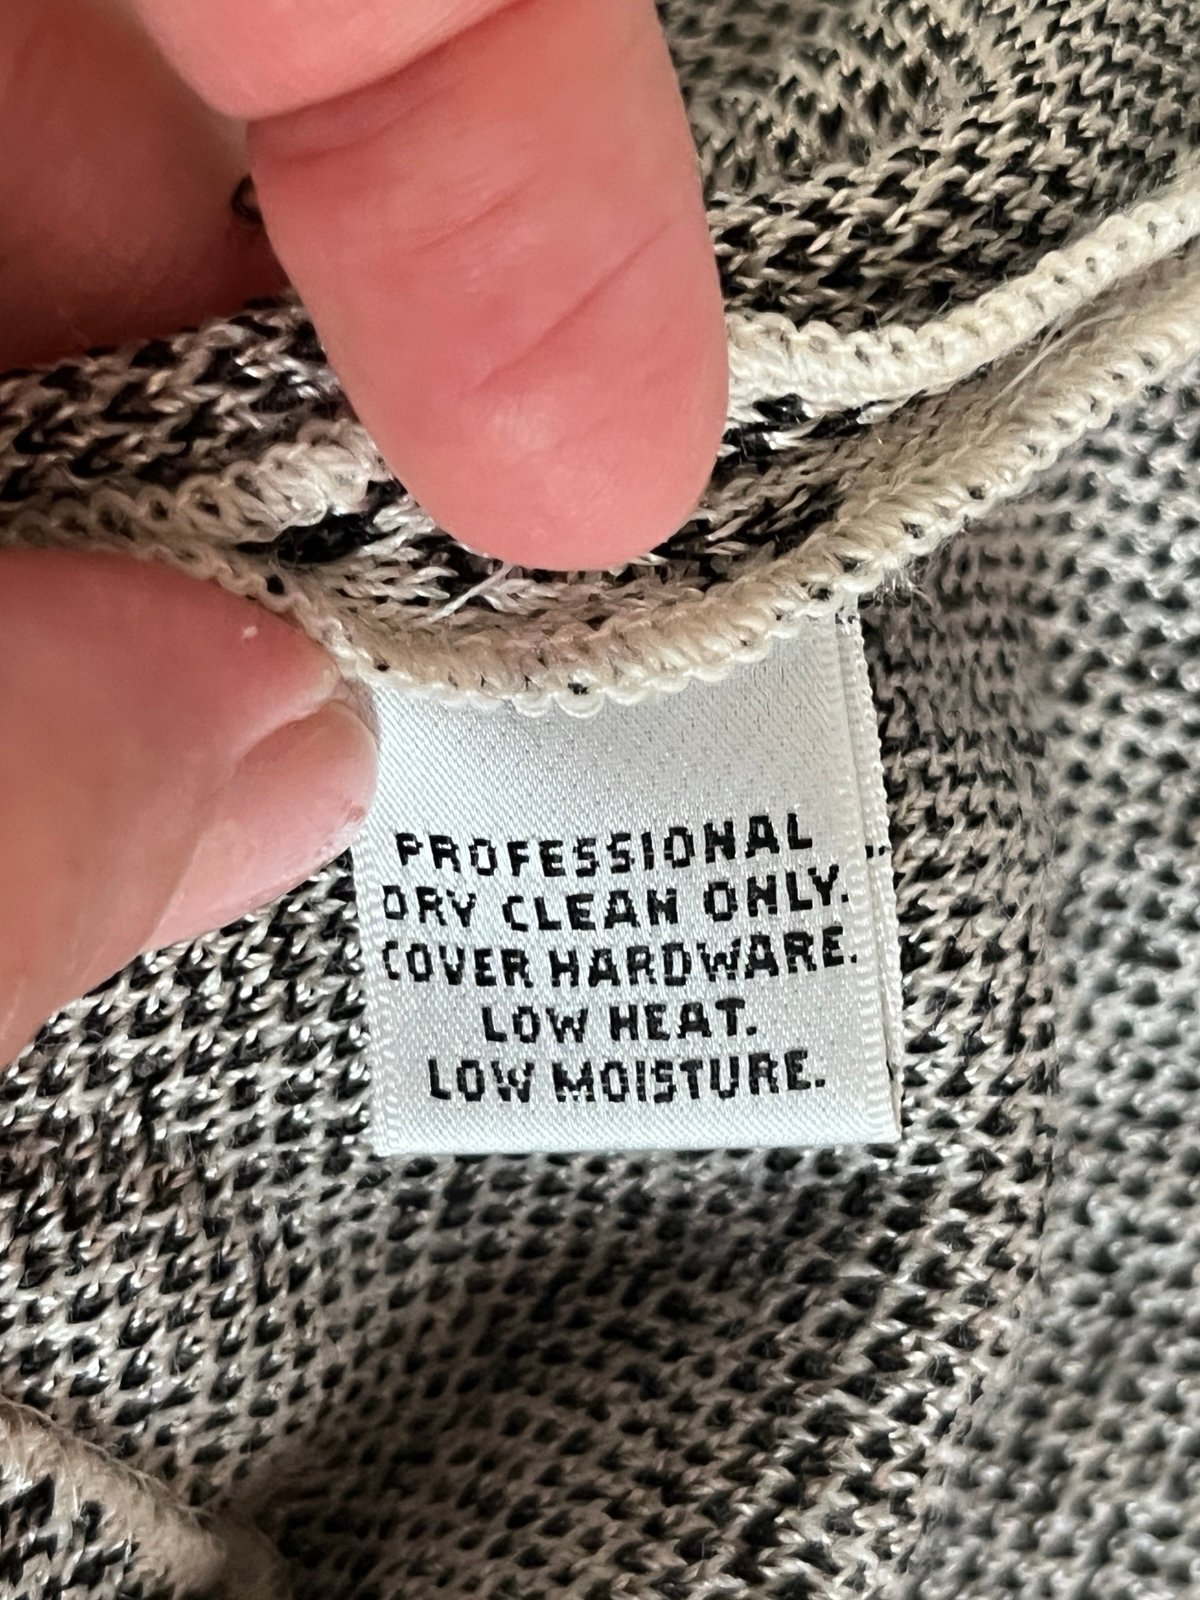 PROFESSIONAL
DRY CLEAN ONLY.
COVER HARDWARE.
LOW HEAT.
LOW MOISTURE.